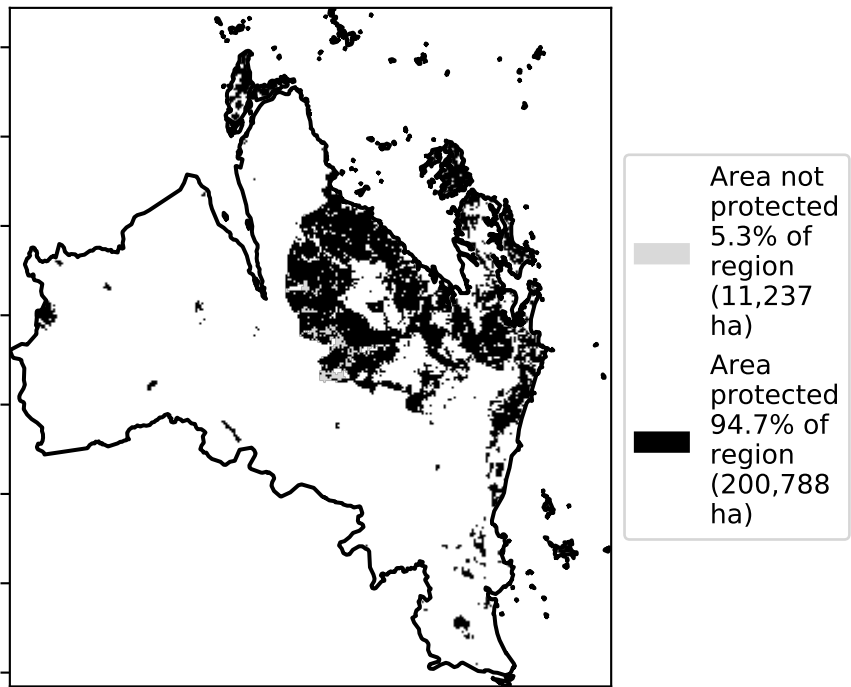 Area not
protected
5.3% of
region
(11,237
ha)
Area
protected
94.7% of
region
(200,788
ha)